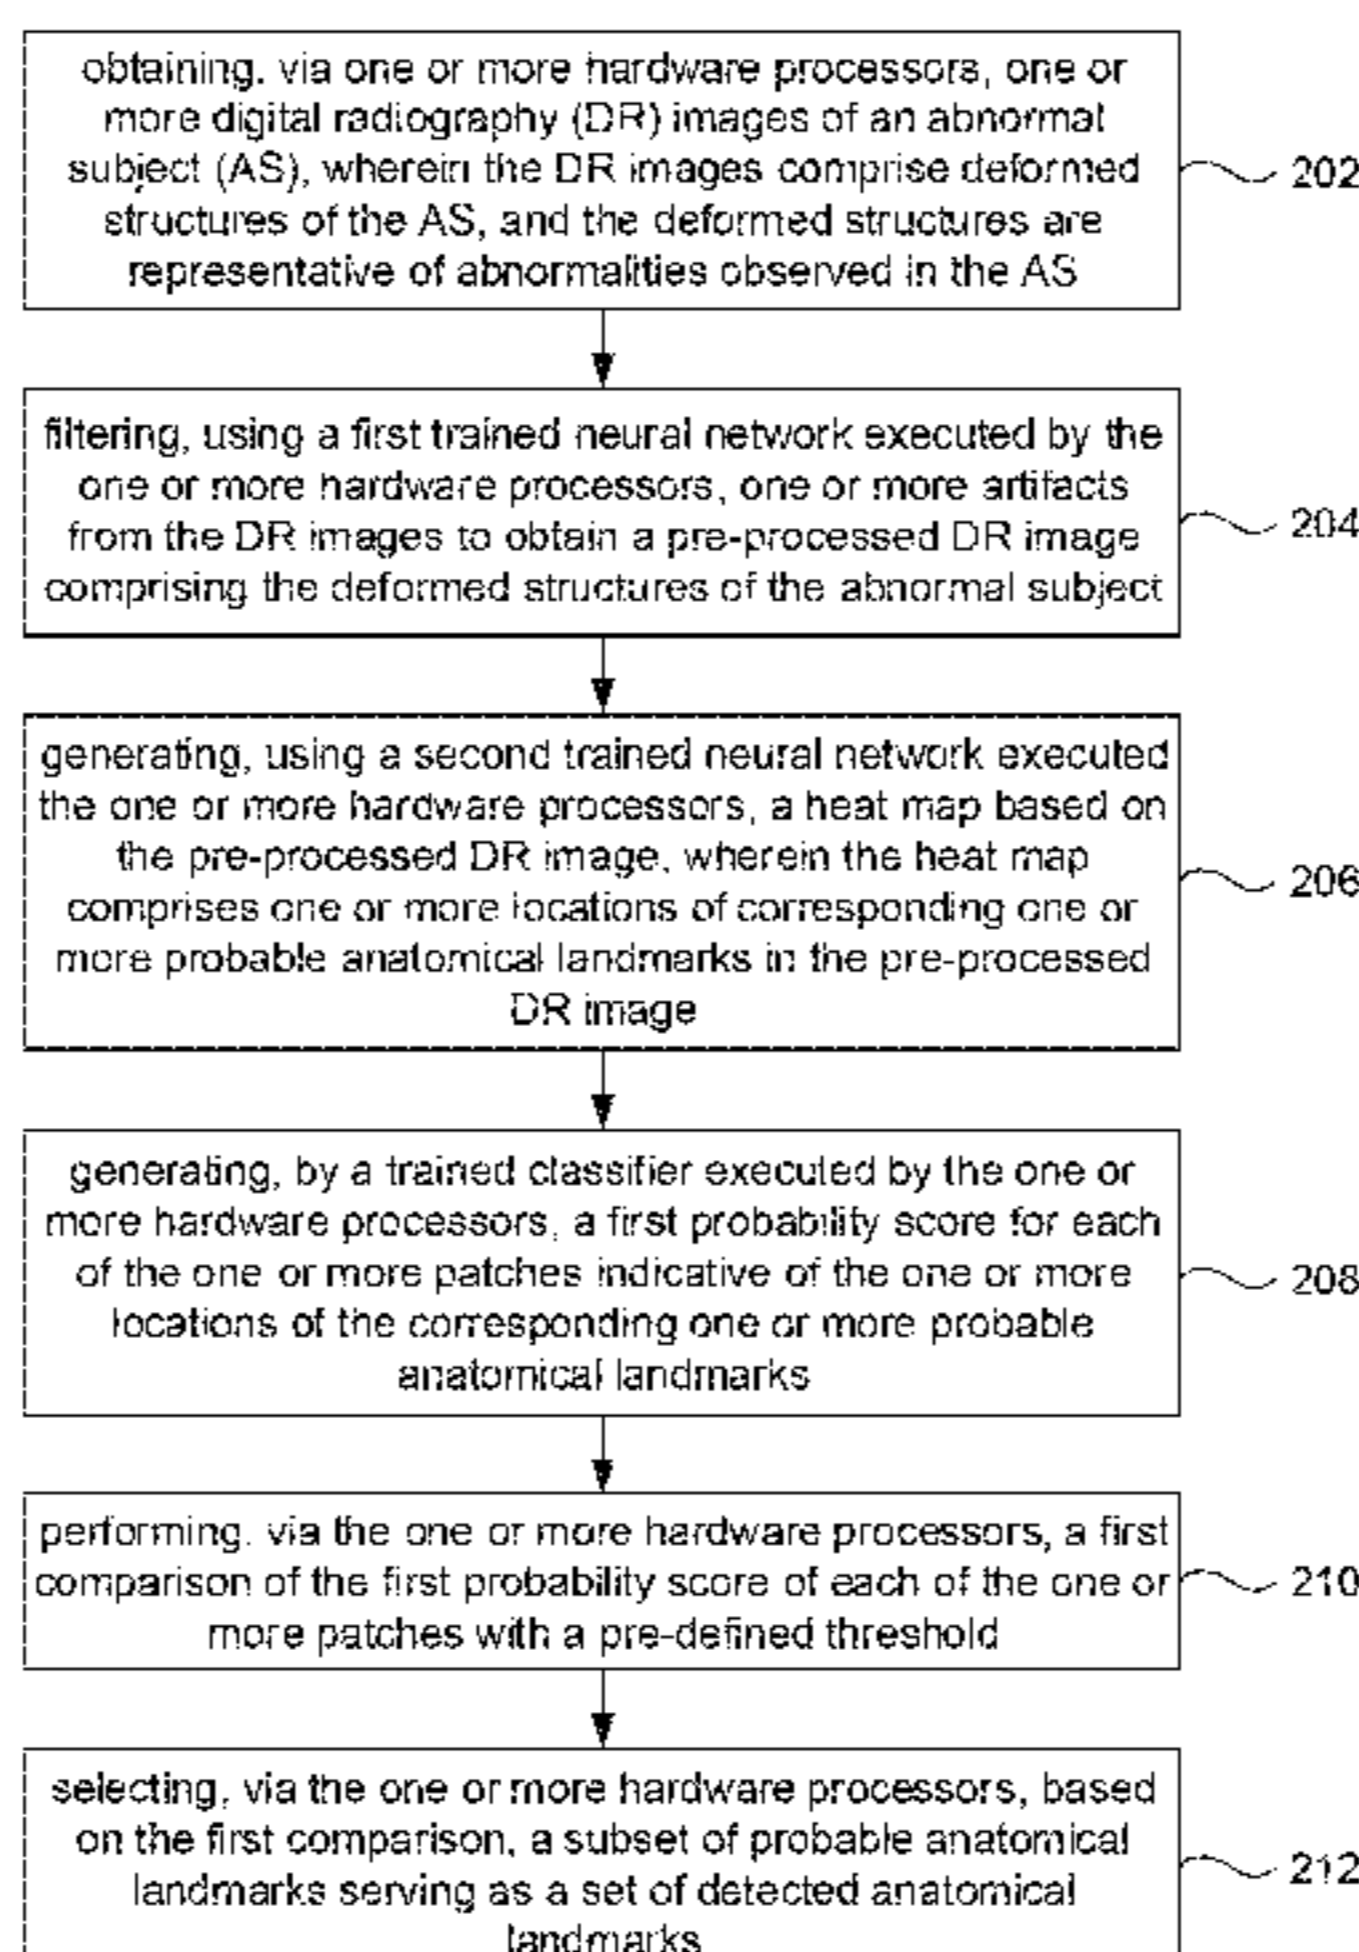 obtaining, via one or more hardware processors, one or
more digital radiography (DR) images of an abnormal
subject (AS), wherein the DR images comprise deformed
structures of the AS, and the deformed structures are
representative of abnormalities observed in the AS
202
filtering, using a first trained neural network executed by the
one or more hardware processors, one or more artifacts
from the DR images to obtain a pre-processed DR image
comprising the deformed structures of the abnormal subject
204
generating, using a second trained neural network executed
the one or more hardware processors, a heat map based on
the pre-processed DR image, wherein the heat map
comprises one or more locations of corresponding one or
more probable anatomical landmarks in the pre-processed
DR image
206
generating, by a trained classifier executed by the one or
more hardware processors, a first probability score for each
of the one or more patches indicative of the one or more
locations of the corresponding one or more probable
anatomical landmarks
208
performing, via the one or more hardware processors, a first
comparison of the first probability score of each of the one or
more patches with a pre-defined threshold
210
selecting, via the one or more hardware processors, based
on the first comparison, a subset of probable anatomical
landmarks serving as a set of detected anatomical
landmarks
212